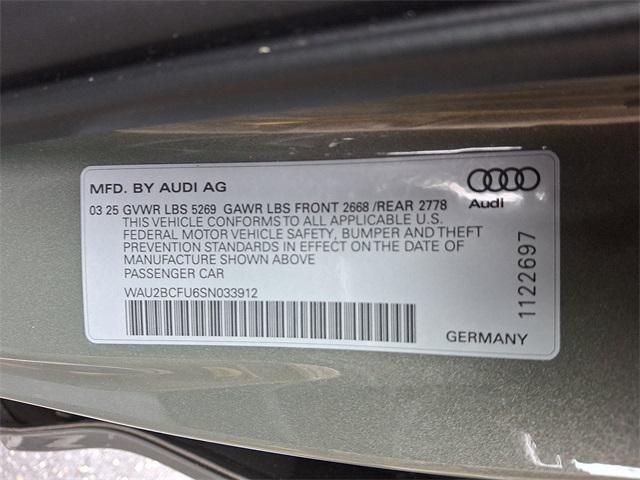 MFD. BY AUDI AG
Audi
03 25 GVWR LBS 5269 GAWR LBS FRONT 2668 /REAR 2778
THIS VEHICLE CONFORMS TO ALL APPLICABLE U.S.
FEDERAL MOTOR VEHICLE SAFETY, BUMPER AND THEFT
PREVENTION STANDARDS IN EFFECT ON THE DATE OF
MANUFACTURE SHOWN ABOVE
PASSENGER CAR
WAU2BCFU6SN033912
1122697
GERMANY